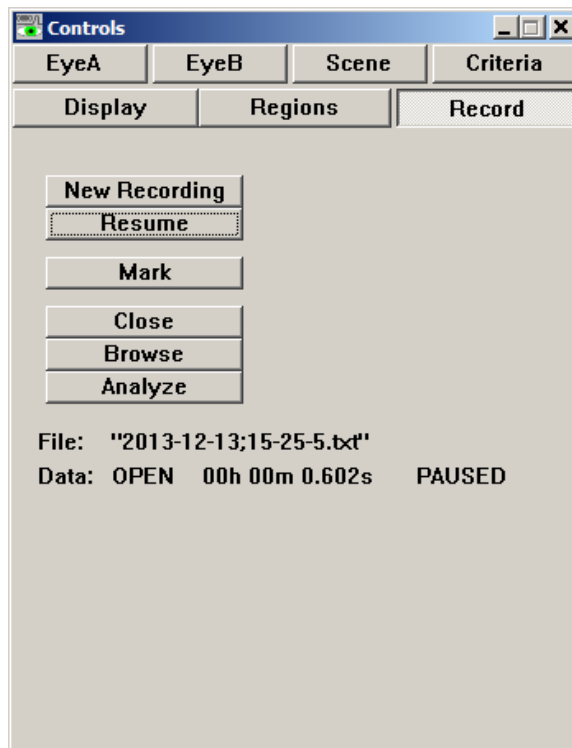 Controls
EyeA EyeB Scene Criteria
Display Regions Record
New Recording
Resume
Mark
Close
Browse
Analyze
File: "2013-12-13;15-25-5.txt"
Data: OPEN 00h 00m 0.602s PAUSED